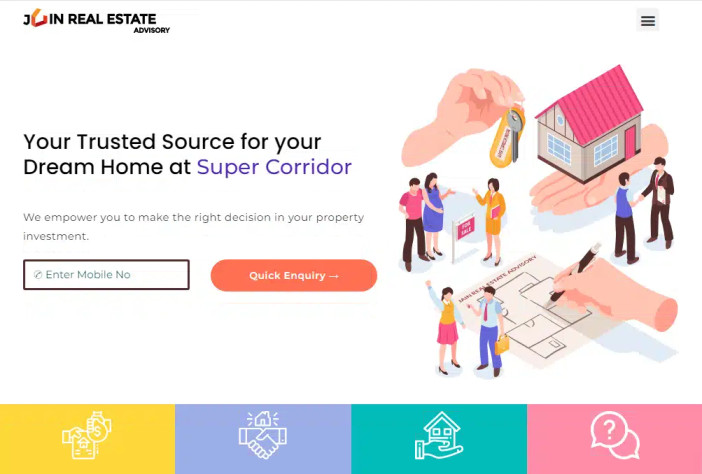 JAIN REAL ESTATE
ADVISORY
Your Trusted Source for your
Dream Home at Super Corridor
We empower you to make the right decision in your property
investment.
✆ Enter Mobile No
Quick Enquiry →
FOR
SALE
JAIN REAL ESTATE ADVISORY
?